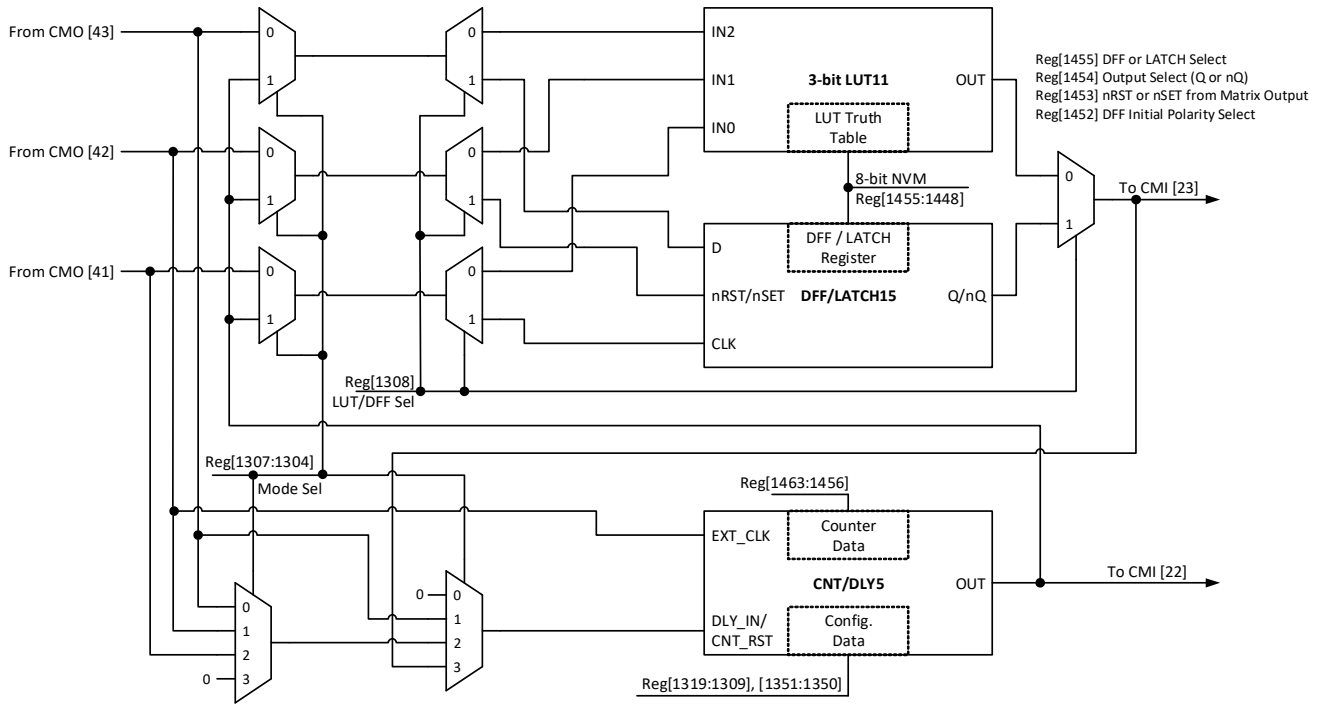 From CMO [43]
0
1
0
1
IN2
IN1
IN0
3-bit LUT11
OUT
LUT Truth
Table
Reg[1455] DFF or LATCH Select
Reg[1454] Output Select (Q or nQ)
Reg[1453] nRST or nSET from Matrix Output
Reg[1452] DFF Initial Polarity Select
From CMO [42]
0
1
0
1
8-bit NVM
Reg[1455:1448]
0
1
To CMI [23]
From CMO [41]
0
1
0
1
D
nRST/nSET
CLK
DFF / LATCH
Register
DFF/LATCH15
Q/nQ
Reg[1308]
LUT/DFF Sel
Reg[1307:1304]
Mode Sel
Reg[1463:1456]
EXT_CLK
Counter
Data
CNT/DLY5
OUT
To CMI [22]
DLY_IN/
CNT_RST
Config.
Data
0
1
2
0
3
0
0
1
2
3
Reg[1319:1309], [1351:1350]